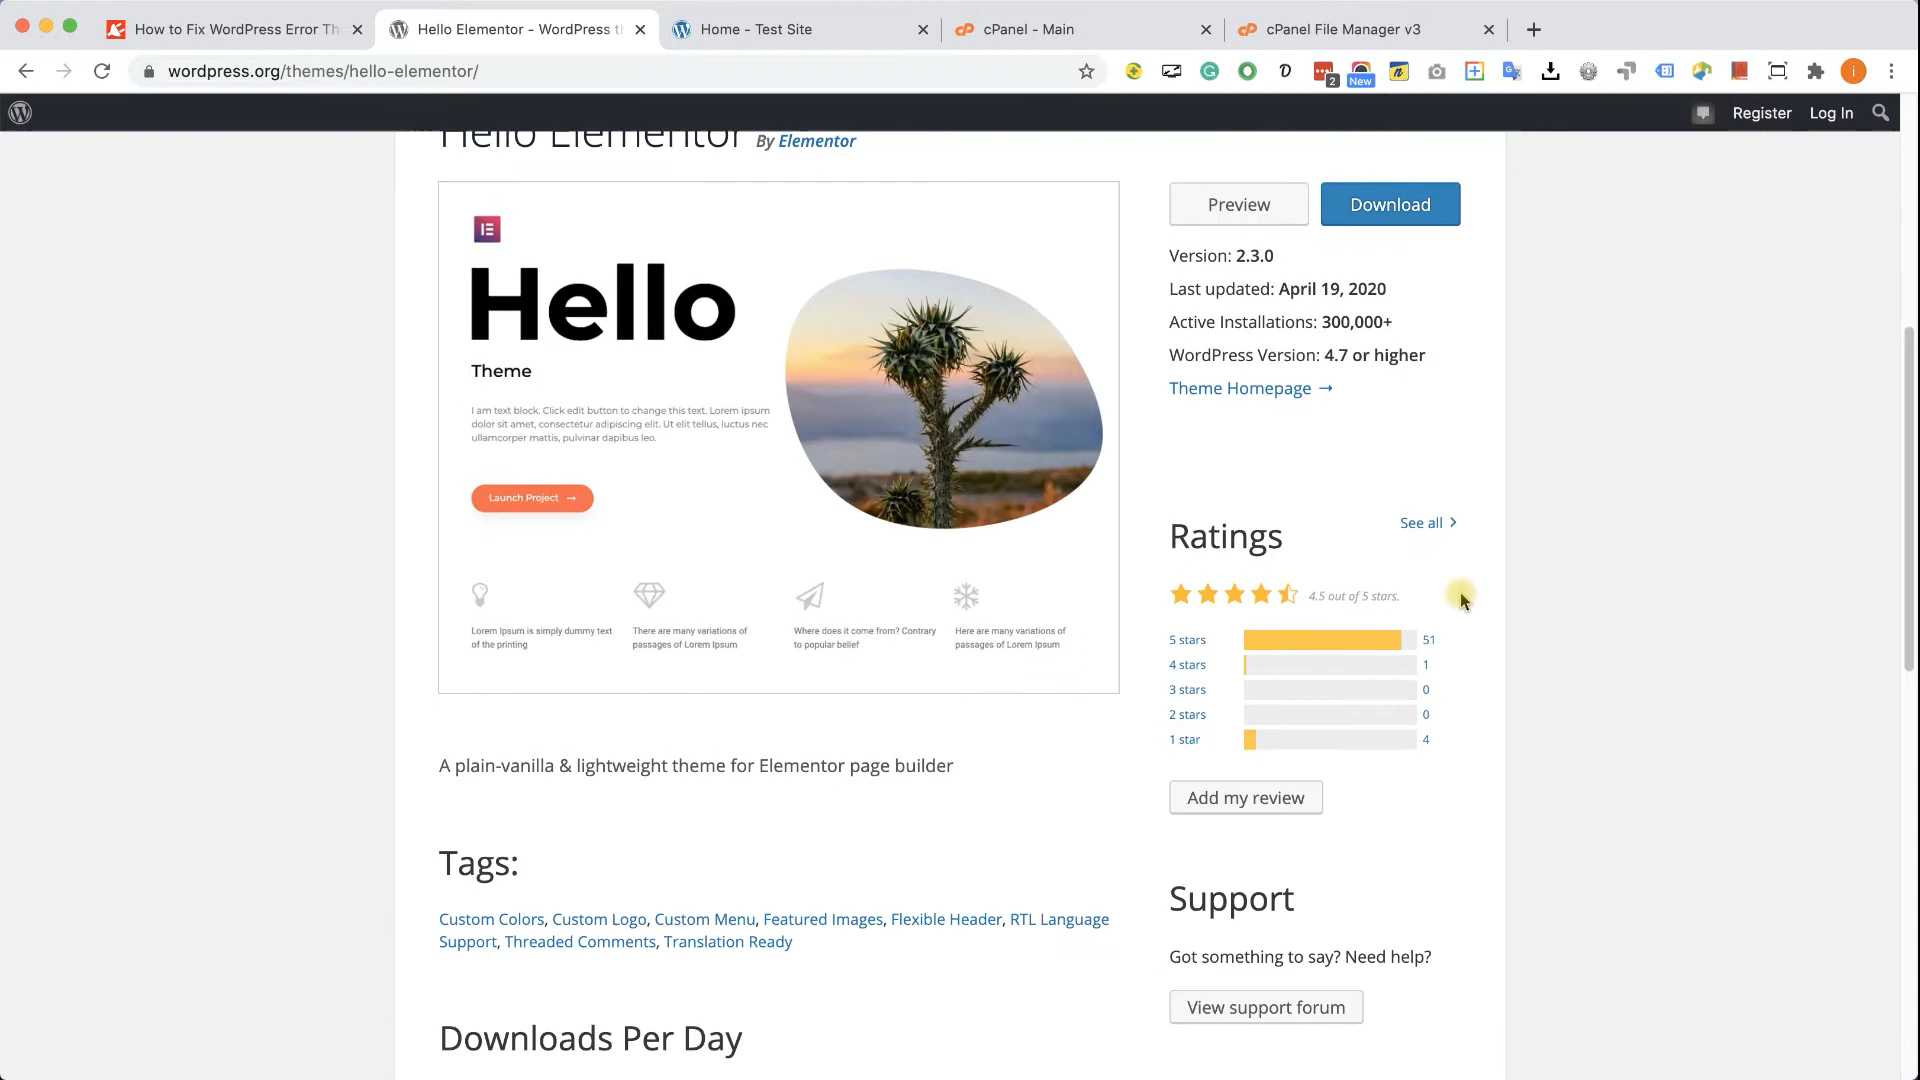 How to Fix WordPress Error Th
Hello Elementor - WordPress th
Home - Test Site
cPanel - Main
cPanel File Manager v3
wordpress.org/themes/hello-elementor/
2
New
Register
Log In
Hello Elementor By Elementor
Preview
Download
Hello
Theme
I am text block. Click edit button to change this text. Lorem ipsum
dolor sit amet, consectetur adipiscing elit. Ut elit tellus, luctus nec
ullamcorper mattis, pulvinar dapibus leo.
Launch Project →
Lorem Ipsum is simply dummy text
of the printing
There are many variations of
passages of Lorem Ipsum
Where does it come from? Contrary
to popular belief
Here are many variations of
passages of Lorem Ipsum
Version: 2.3.0
Last updated: April 19, 2020
Active Installations: 300,000+
WordPress Version: 4.7 or higher
Theme Homepage →
Ratings
See all >
4.5 out of 5 stars.
5 stars 51
4 stars 1
3 stars 0
2 stars 0
1 star 4
Add my review
A plain-vanilla & lightweight theme for Elementor page builder
Tags:
Custom Colors, Custom Logo, Custom Menu, Featured Images, Flexible Header, RTL Language
Support, Threaded Comments, Translation Ready
Support
Got something to say? Need help?
View support forum
Downloads Per Day